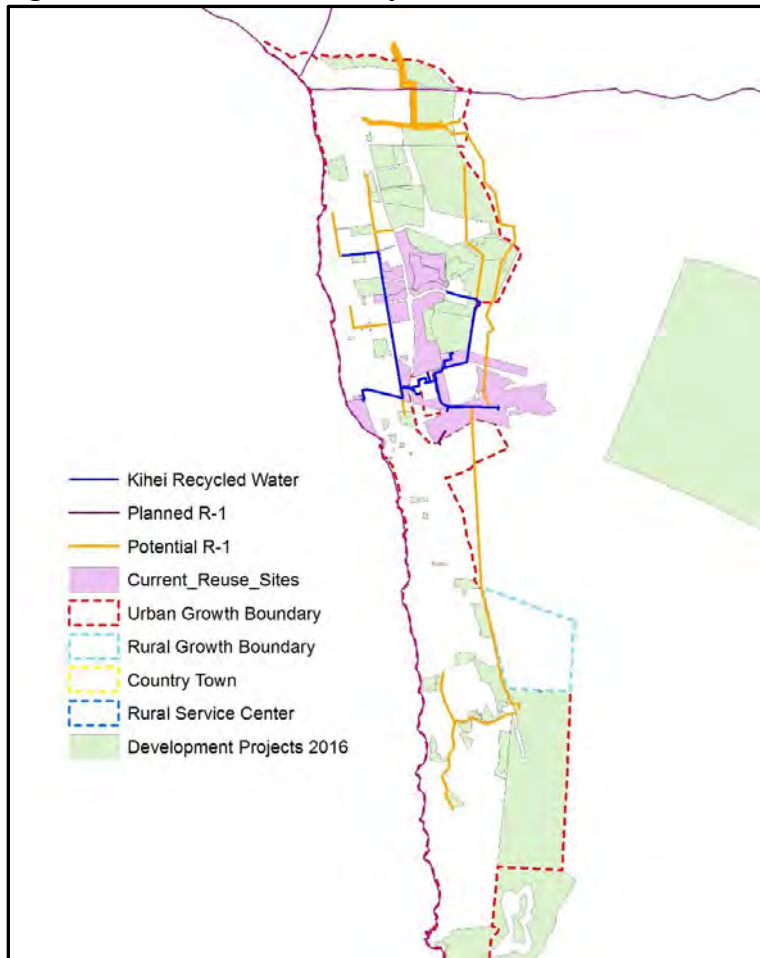 Kihei Recycled Water
Planned R-1
Potential R-1
Current_Reuse_Sites
Urban Growth Boundary
Rural Growth Boundary
Country Town
Rural Service Center
Development Projects 2016